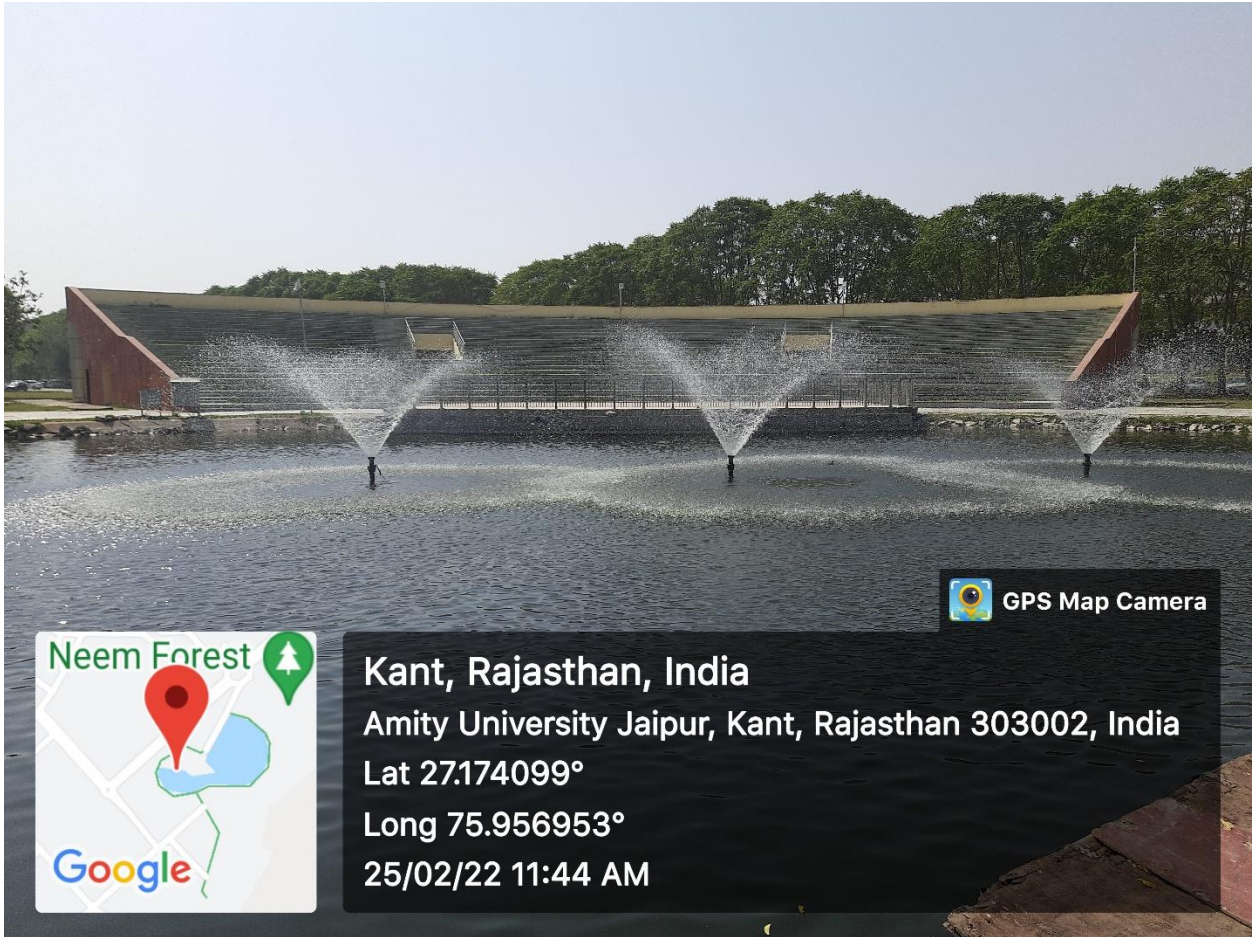 GPS Map Camera
Neem Forest
Google
Kant, Rajasthan, India
Amity University Jaipur, Kant, Rajasthan 303002, India
Lat 27.174099°
Long 75.956953°
25/02/22 11:44 AM